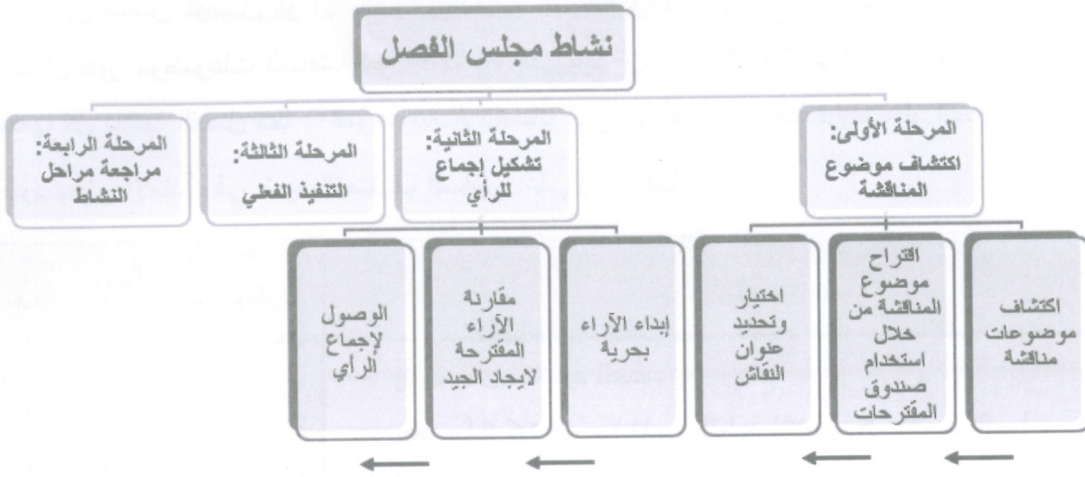 نشاط مجلس الفصل
المرحلة الأولى:
اكتشاف موضوع
المناقشة
المرحلة الثانية:
تشكيل إجماع
للرأي
المرحلة الثالثة:
التنفيذ الفعلي
المرحلة الرابعة:
مراجعة مراحل
النشاط
اكتشاف
موضوعات
مناقشة
اقتراح
موضوع
المناقشة من
خلال
استخدام
صندوق
المقترحات
اختيار
وتحديد
عنوان
النقاش
إبداء الآراء
بحرية
مقارنة
الآراء
المقترحة
لايجاد الجيد
الوصول
لإجماع
الرأي